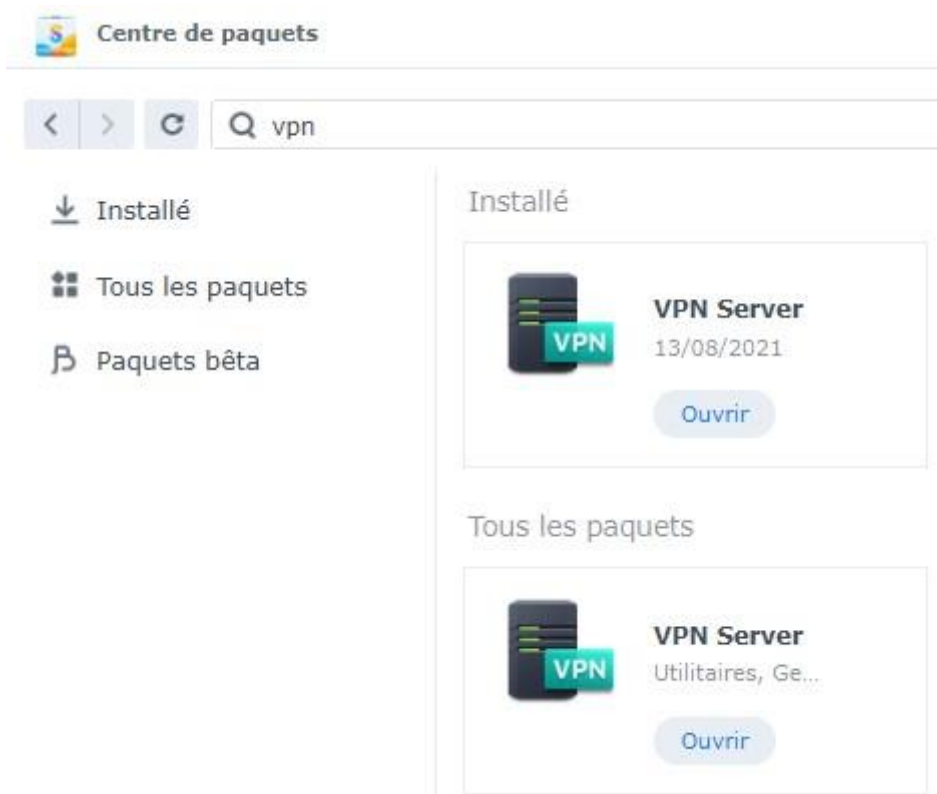 Centre de paquets
vpn
Installé
Tous les paquets
Paquets bêta
Installé
VPN
VPN Server
13/08/2021
Ouvrir
Tous les paquets
VPN
VPN Server
Utilitaires, Ge...
Ouvrir